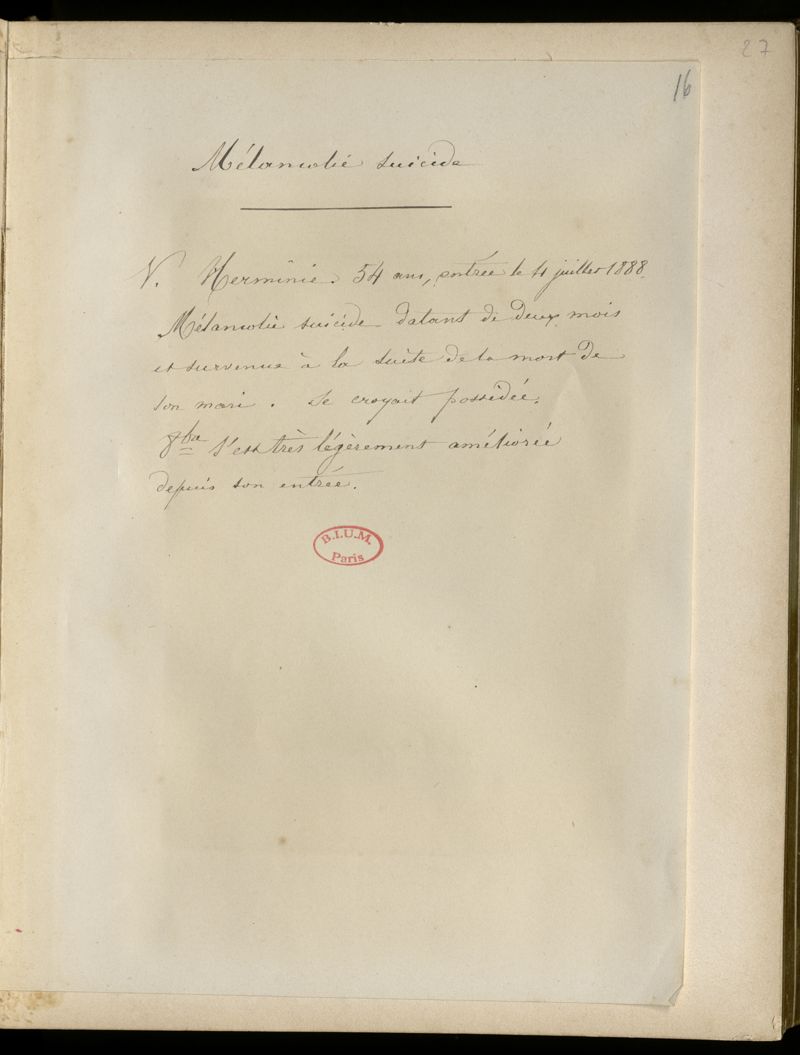 27
16
Mélancolie suicide
V. Herminie. 54 ans, entrée le 4 juillet 1888.
Mélancolie suicide datant de deux mois
et survenue à la suite de la mort de
son mari. Se croyait possédée.
8bre S'est très légèrement améliorée
depuis son entrée.
B.I.U.M.
Paris